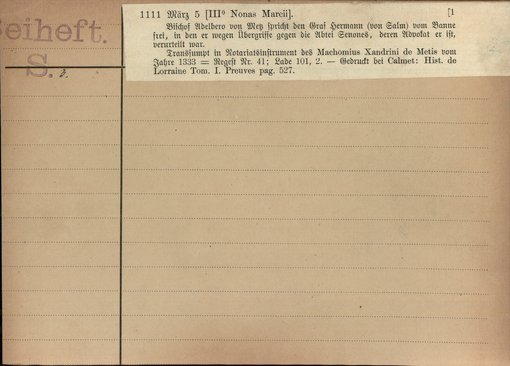 Beiheft.
S. 2.
1111 März 5 [IIIº Nonas Marcii]. [1
Bischof Adelbero von Metz spricht den Graf Hermann (von Salm) vom Banne
frei, in den er wegen Übergriffe gegen die Abtei Senones, deren Advokat er ist,
verurteilt war.
Transsumpt in Notariatsinstrument des Machomius Xandrini de Metis vom
Jahre 1333 = Regest Nr. 41; Lade 101, 2. — Gedruckt bei Calmet: Hist. de
Lorraine Tom. I. Preuves pag. 527.